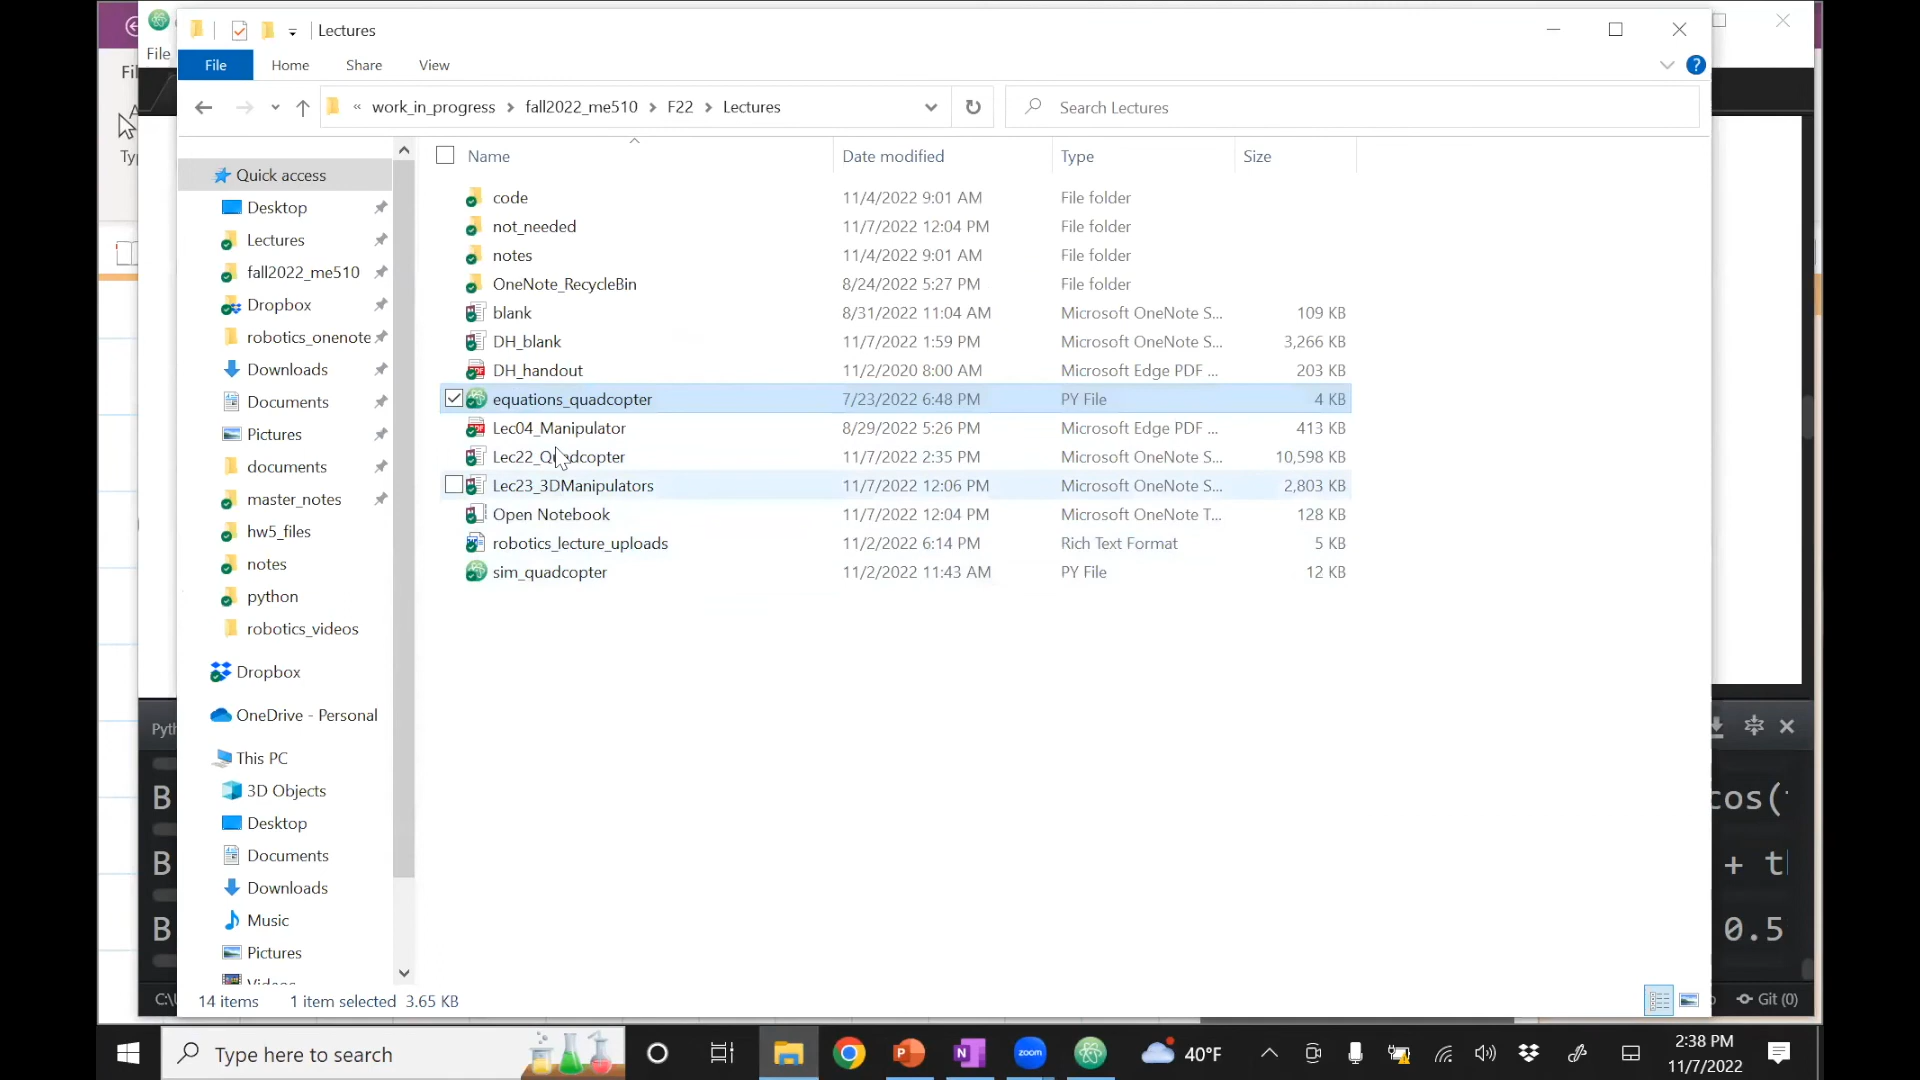 Lectures
File
Fil
File Home Share View
« work_in_progress > fall2022_me510 > F22 > Lectures
Search Lectures
Name Date modified Type Size
Quick access
Desktop
Lectures
fall2022_me510
Dropbox
robotics_onenote
Downloads
Documents
Pictures
documents
master_notes
hw5_files
notes
python
robotics_videos
Dropbox
OneDrive - Personal
This PC
3D Objects
Desktop
Documents
Downloads
Music
Pictures
code 11/4/2022 9:01 AM File folder
not_needed 11/7/2022 12:04 PM File folder
notes 11/4/2022 9:01 AM File folder
OneNote_RecycleBin 8/24/2022 5:27 PM File folder
blank 8/31/2022 11:04 AM Microsoft OneNote S... 109 KB
DH_blank 11/7/2022 1:59 PM Microsoft OneNote S... 3,266 KB
DH_handout 11/2/2020 8:00 AM Microsoft Edge PDF ... 203 KB
equations_quadcopter 7/23/2022 6:48 PM PY File 4 KB
Lec04_Manipulator 8/29/2022 5:26 PM Microsoft Edge PDF ... 413 KB
Lec22_Quadcopter 11/7/2022 2:35 PM Microsoft OneNote S... 10,598 KB
Lec23_3DManipulators 11/7/2022 12:06 PM Microsoft OneNote S... 2,803 KB
Open Notebook 11/7/2022 12:04 PM Microsoft OneNote T... 128 KB
robotics_lecture_uploads 11/2/2022 6:14 PM Rich Text Format 5 KB
sim_quadcopter 11/2/2022 11:43 AM PY File 12 KB
14 items 1 item selected 3.65 KB
Typ
Pyth
B
B
B
C:\
cos(
+ t
0.5
Git (0)
Type here to search
zoom
40°F
2:38 PM
11/7/2022